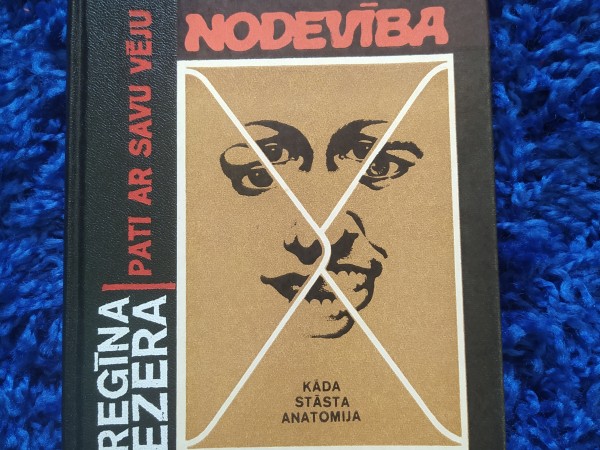 NODEVĪBA
KĀDA
STĀSTA
ANATOMIJA
REGĪNA
EZERA
PATI AR SAVU VĒJU